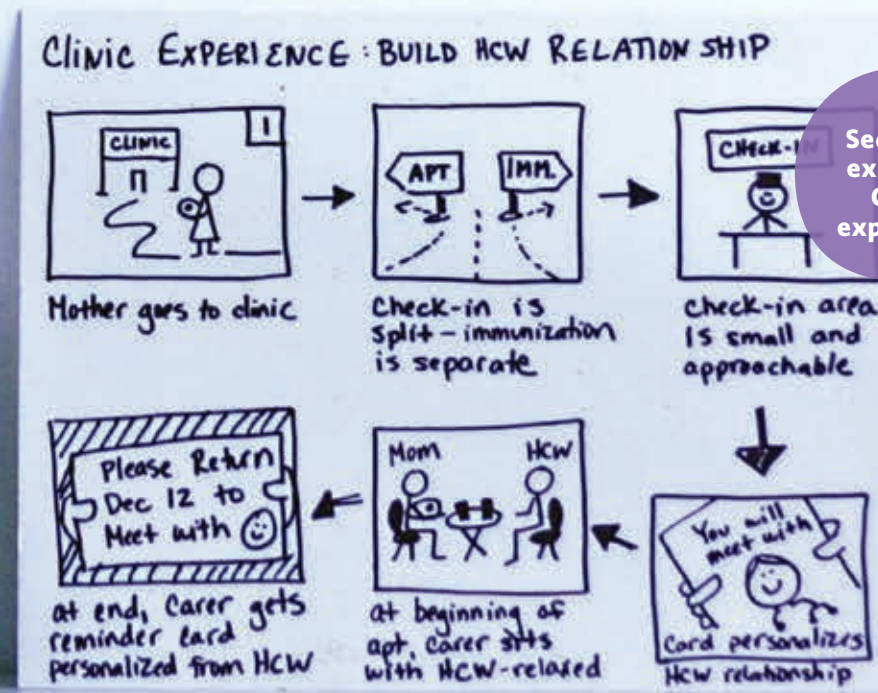 Clinic EXPERIENCE: BUILD HCW RELATIONSHIP
1
CLINIC
Mother goes to clinic
APT
IMM.
Check-in is
split - immunization
is separate
CHECK-IN
check-in area
is small and
approachable
You will
meet with
Card personalizes
HCW relationship
Mom
HCW
at beginning of
apt, carer sits
with HCW-relaxed
Please Return
Dec 12 to
Meet with
at end, Carer gets
reminder card
personalized from HCW